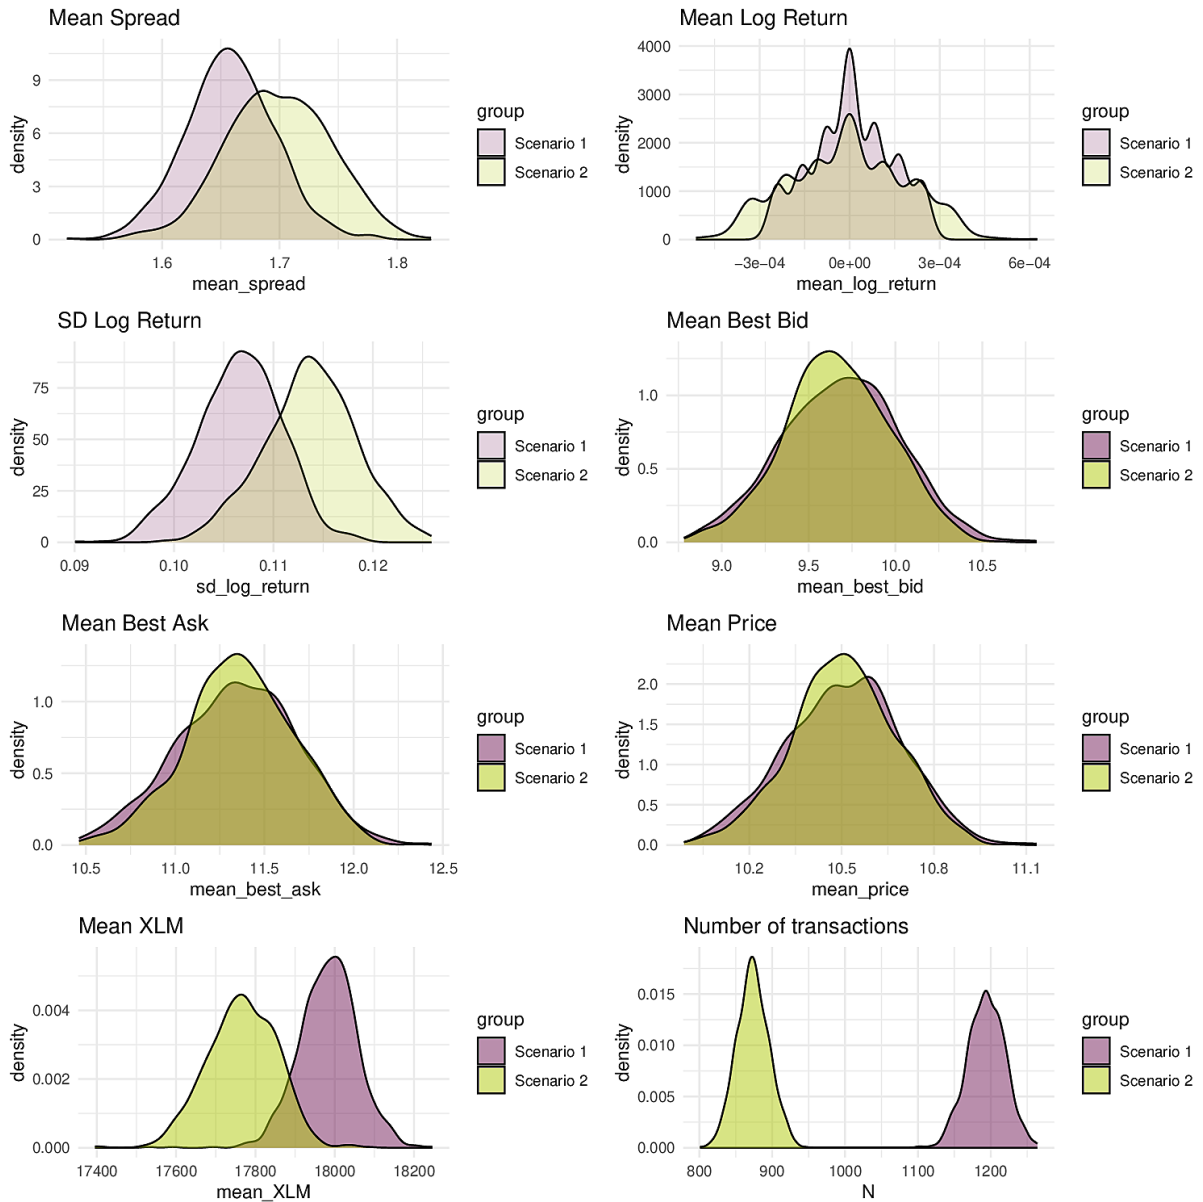 Mean Spread
9
6
3
0
density
1.6 1.7 1.8
mean_spread
group
Scenario 1
Scenario 2
Mean Log Return
4000
3000
2000
1000
0
density
−3e−04 0e+00 3e−04 6e−04
mean_log_return
group
Scenario 1
Scenario 2
SD Log Return
75
50
25
0
density
0.09 0.10 0.11 0.12
sd_log_return
group
Scenario 1
Scenario 2
Mean Best Bid
1.0
0.5
0.0
density
9.0 9.5 10.0 10.5
mean_best_bid
group
Scenario 1
Scenario 2
Mean Best Ask
1.0
0.5
0.0
density
10.5 11.0 11.5 12.0 12.5
mean_best_ask
group
Scenario 1
Scenario 2
Mean Price
2.0
1.5
1.0
0.5
0.0
density
10.2 10.5 10.8 11.1
mean_price
group
Scenario 1
Scenario 2
Mean XLM
0.004
0.002
0.000
density
17400 17600 17800 18000 18200
mean_XLM
group
Scenario 1
Scenario 2
Number of transactions
0.015
0.010
0.005
0.000
density
800 900 1000 1100 1200
N
group
Scenario 1
Scenario 2